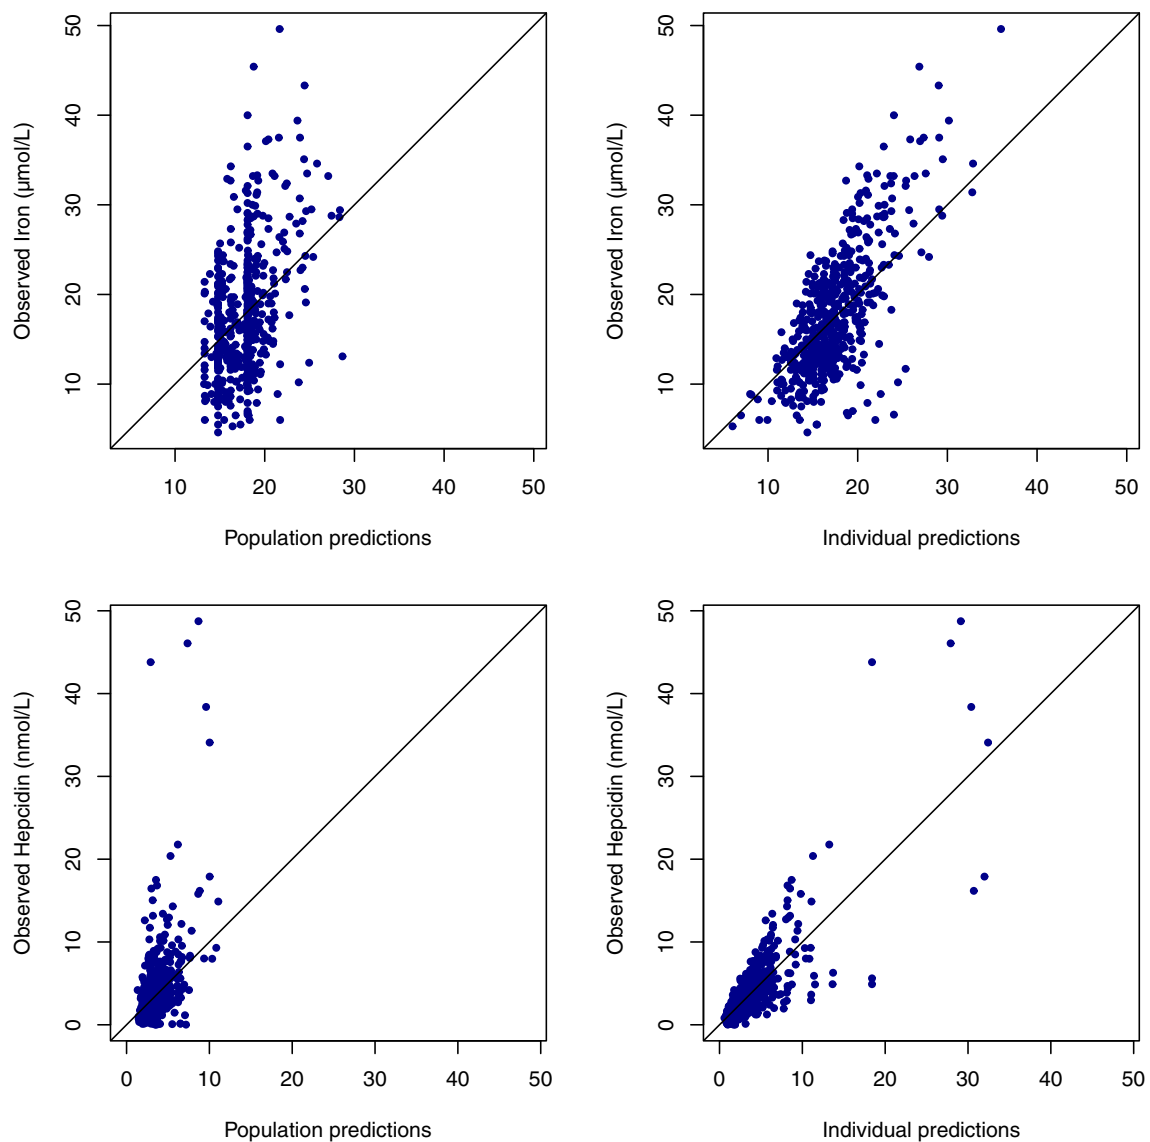 50
40
30
20
10
Observed Iron (μmol/L)
10 20 30 40 50
Population predictions
50
40
30
20
10
Observed Iron (μmol/L)
10 20 30 40 50
Individual predictions
50
40
30
20
10
0
Observed Hepcidin (nmol/L)
0 10 20 30 40 50
Population predictions
50
40
30
20
10
0
Observed Hepcidin (nmol/L)
0 10 20 30 40 50
Individual predictions